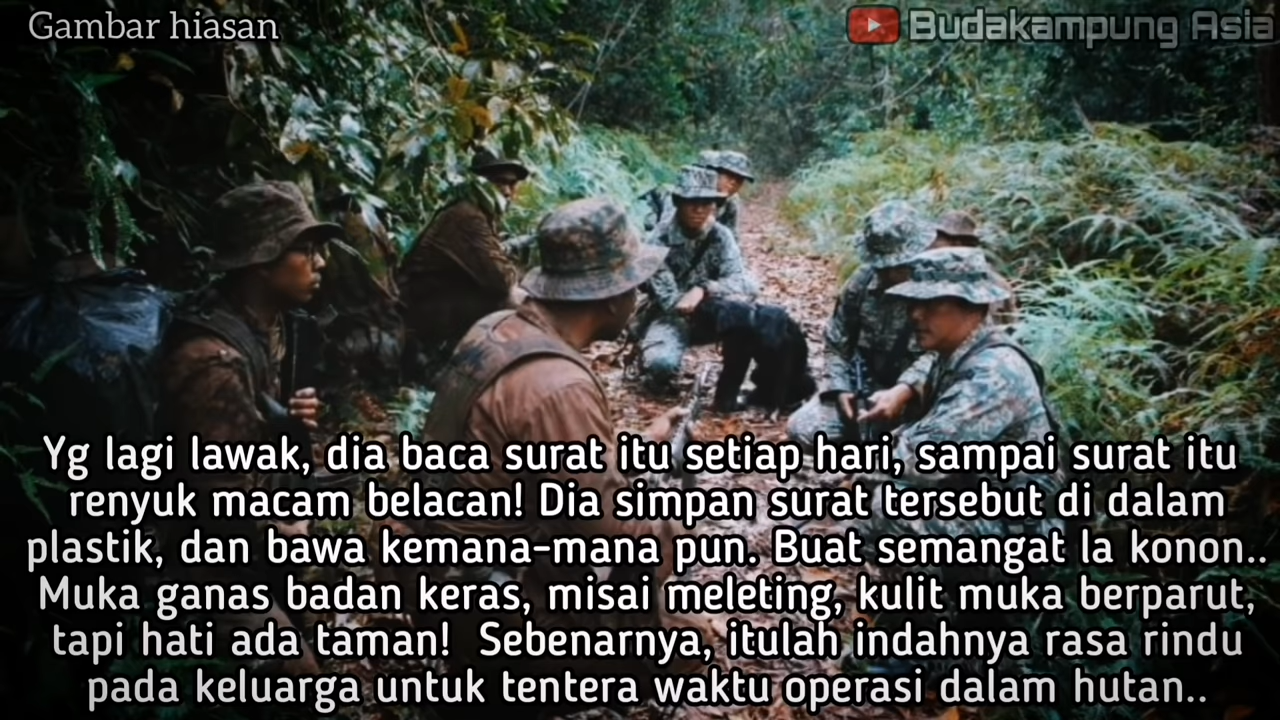 Gambar hiasan
Budakampung Asia
Yg lagi lawak, dia baca surat itu setiap hari, sampai surat itu
renyuk macam belacan! Dia simpan surat tersebut di dalam
plastik, dan bawa kemana-mana pun. Buat semangat la konon..
Muka ganas badan keras, misai meleting, kulit muka berparut,
tapi hati ada taman! Sebenarnya, itulah indahnya rasa rindu
pada keluarga untuk tentera waktu operasi dalam hutan..